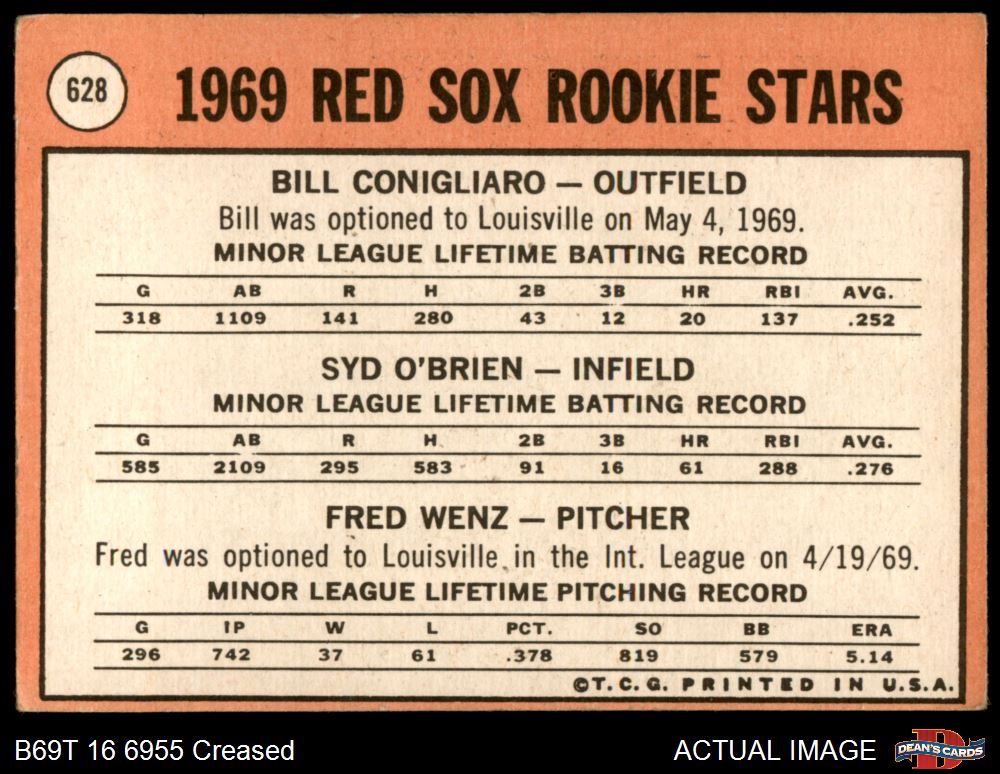 628
1969 RED SOX ROOKIE STARS
BILL CONIGLIARO — OUTFIELD
Bill was optioned to Louisville on May 4, 1969.
MINOR LEAGUE LIFETIME BATTING RECORD
G AB R H 2B 3B HR RBI AVG.
318 1109 141 280 43 12 20 137 .252
SYD O'BRIEN — INFIELD
MINOR LEAGUE LIFETIME BATTING RECORD
G AB R H 2B 3B HR RBI AVG.
585 2109 295 583 91 16 61 288 .276
FRED WENZ — PITCHER
Fred was optioned to Louisville in the Int. League on 4/19/69.
MINOR LEAGUE LIFETIME PITCHING RECORD
G IP W L PCT. SO BB ERA
296 742 37 61 .378 819 579 5.14
©T.C.G. PRINTED IN U.S.A.
B69T 16 6955 Creased
ACTUAL IMAGE
D
DEAN'S CARDS